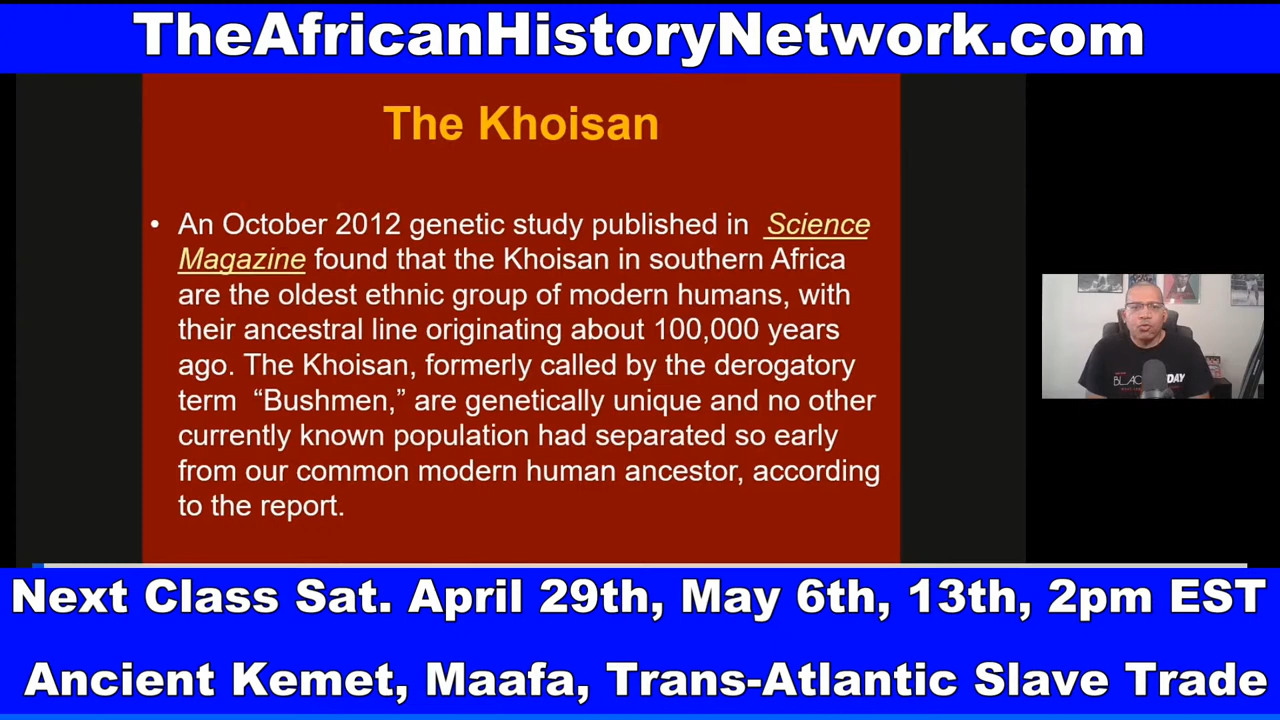 TheAfricanHistoryNetwork.com
The Khoisan
• An October 2012 genetic study published in Science
Magazine found that the Khoisan in southern Africa
are the oldest ethnic group of modern humans, with
their ancestral line originating about 100,000 years
ago. The Khoisan, formerly called by the derogatory
term “Bushmen,” are genetically unique and no other
currently known population had separated so early
from our common modern human ancestor, according
to the report.
Next Class Sat. April 29th, May 6th, 13th, 2pm EST
Ancient Kemet, Maafa, Trans-Atlantic Slave Trade